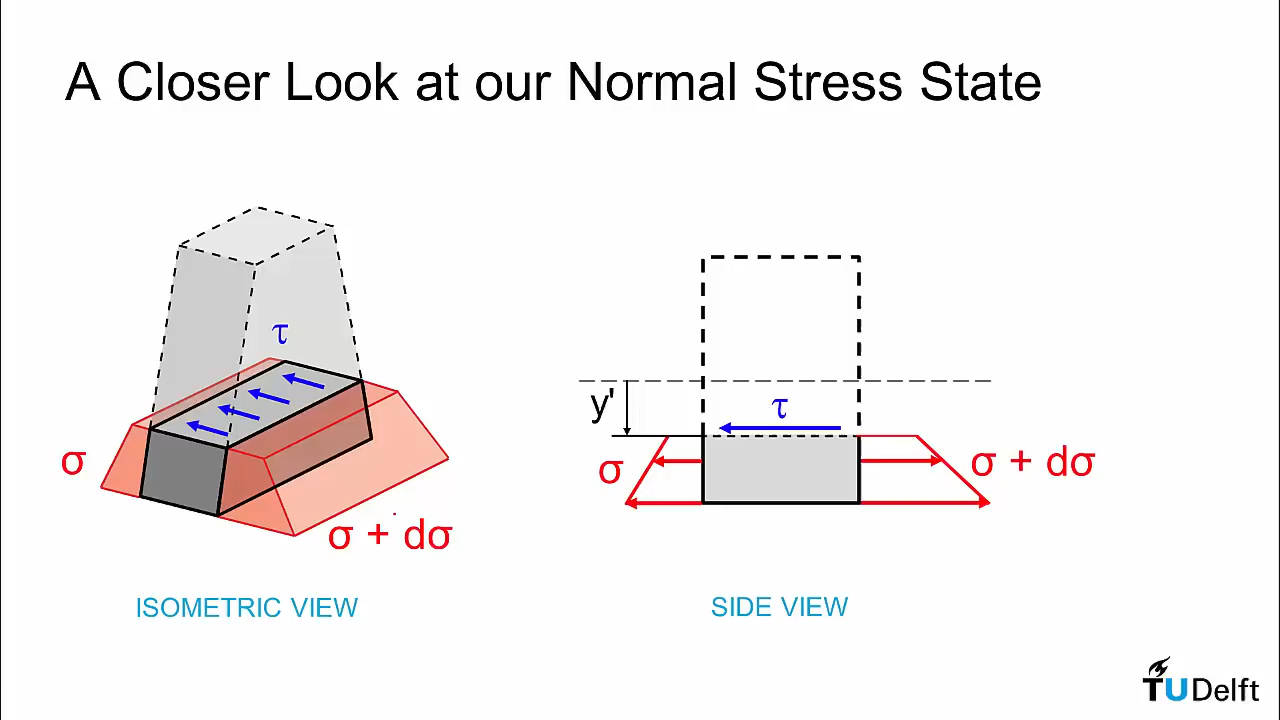 A Closer Look at our Normal Stress State
τ
σ
σ + dσ
ISOMETRIC VIEW
y'
τ
σ
σ + dσ
SIDE VIEW
TUDelft